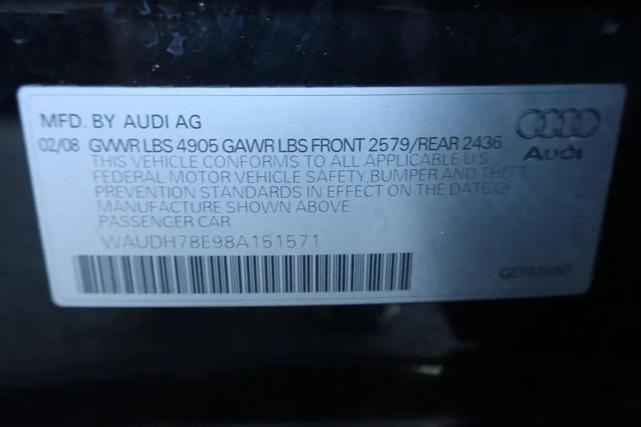 MFD. BY AUDI AG
02/08 GVWR LBS 4905 GAWR LBS FRONT 2579/REAR 2436
THIS VEHICLE CONFORMS TO ALL APPLICABLE U.S
FEDERAL MOTOR VEHICLE SAFETY, BUMPER AND THEFT
PREVENTION STANDARDS IN EFFECT ON THE DATE OF
MANUFACTURE SHOWN ABOVE
PASSENGER CAR
WAUDH78E98A151571
Audi
GERMANY